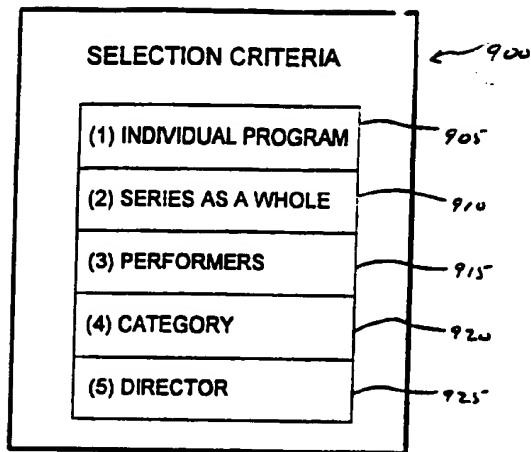 SELECTION CRITERIA
900
(1) INDIVIDUAL PROGRAM
905
(2) SERIES AS A WHOLE
910
(3) PERFORMERS
915
(4) CATEGORY
920
(5) DIRECTOR
925